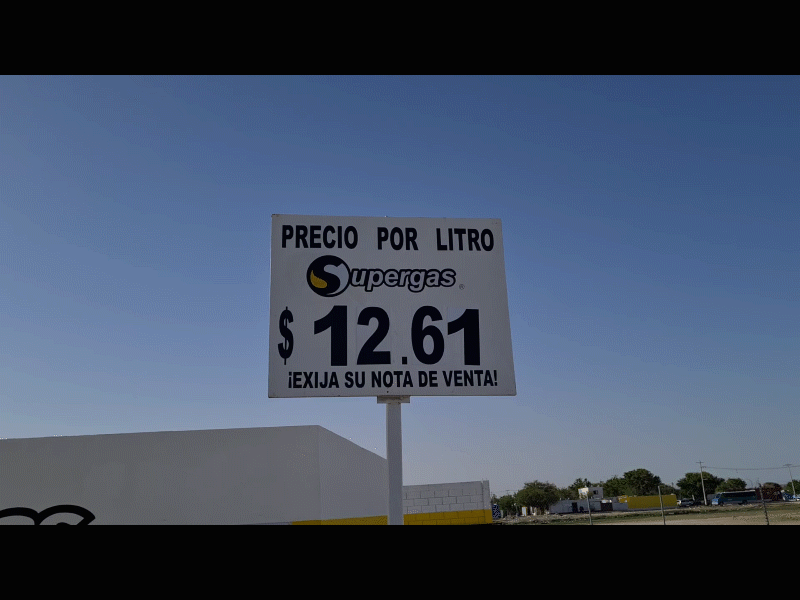 PRECIO POR LITRO
Supergas®
$ 12.61
¡EXIJA SU NOTA DE VENTA!